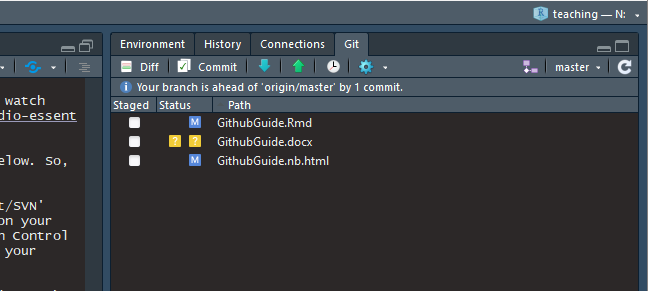 teaching — N:
Environment History Connections Git
Diff Commit master
Your branch is ahead of 'origin/master' by 1 commit.
Staged Status Path
M GithubGuide.Rmd
? ? GithubGuide.docx
M GithubGuide.nb.html
watch
dio-essent
elow. So,
t/SVN'
on your
n Control
your